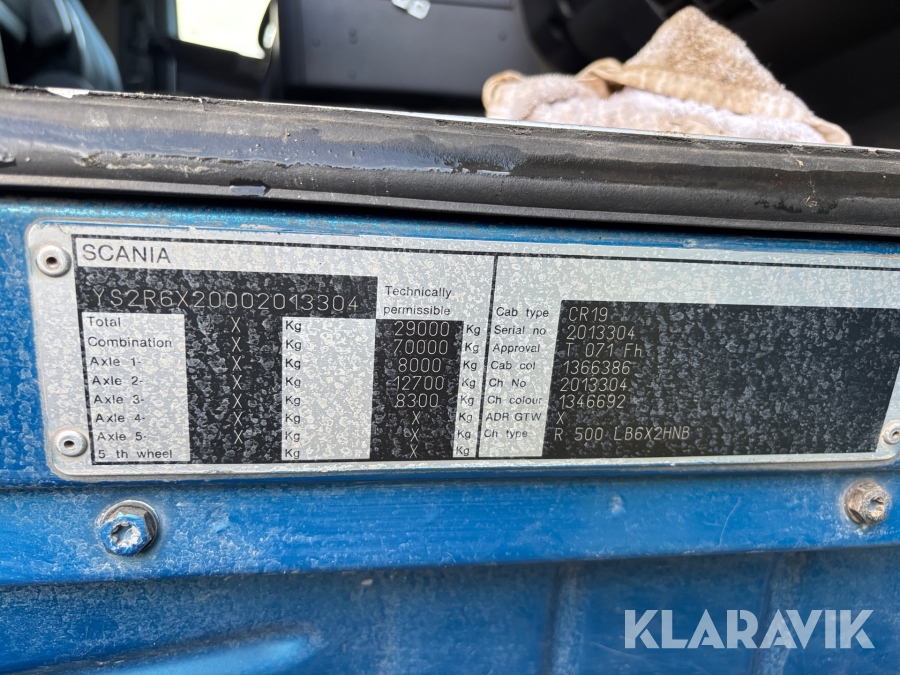 SCANIA
YS2R6X20002013304
Technically
permissible
Total X Kg 29000 Kg
Combination X Kg 70000 Kg
Axle 1- X Kg 8000 Kg
Axle 2- X Kg 12700 Kg
Axle 3- X Kg 8300 Kg
Axle 4- X Kg X Kg
Axle 5- X Kg X Kg
5 th wheel X Kg X Kg
Cab type CR19
Serial no 2013304
Approval T 071 Fh
Cab col 1366386
Ch No 2013304
Ch colour 1346692
ADR GTW X
Ch type R 500 LB6X2HNB
KLARAVIK